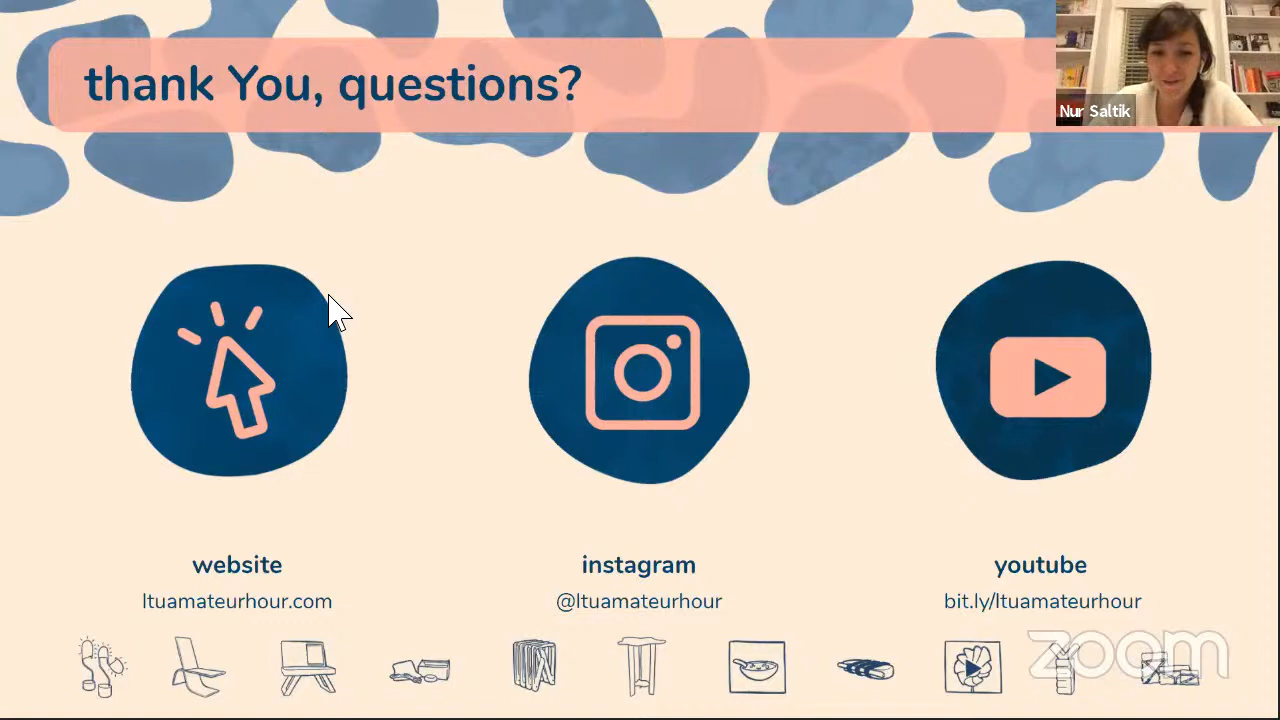 thank You, questions?
Nur Saltik
website
instagram
youtube
ltuamateurhour.com
@ltuamateurhour
bit.ly/ltuamateurhour
zoom